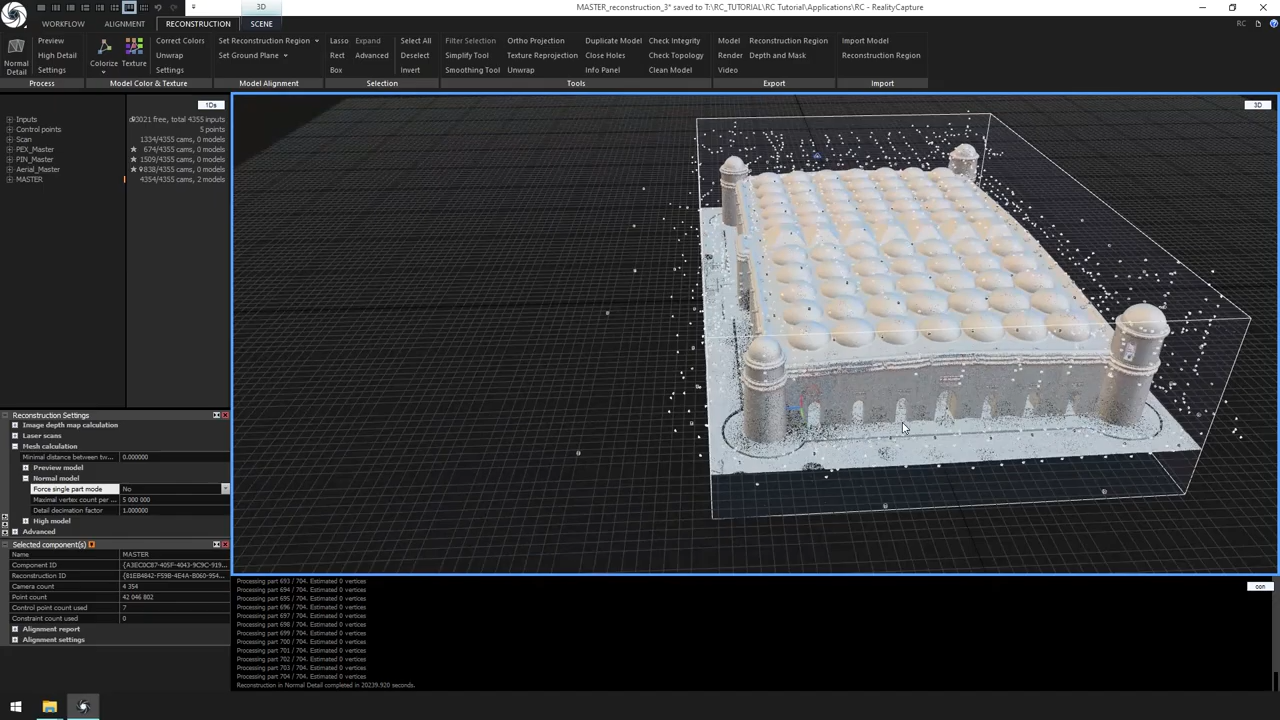 3D
MASTER_reconstruction_3* saved to T:\RC_TUTORIAL\RC Tutorial\Applications\RC - RealityCapture
WORKFLOW ALIGNMENT RECONSTRUCTION SCENE
RC
Normal Detail
Preview
High Detail
Settings
Process
Colorize Texture
Correct Colors
Unwrap
Settings
Model Color & Texture
Set Reconstruction Region
Set Ground Plane
Model Alignment
Lasso Expand Select All
Rect Advanced Deselect
Box Invert
Selection
Filter Selection Ortho Projection Duplicate Model Check Integrity
Simplify Tool Texture Reprojection Close Holes Check Topology
Smoothing Tool Unwrap Info Panel Clean Model
Tools
Model Reconstruction Region
Render Depth and Mask
Video
Export
Import Model
Reconstruction Region
Import
1Ds
3D
Inputs 3021 free, total 4355 inputs
Control points 5 points
Scan 1334/4355 cams, 0 models
PEX_Master 674/4355 cams, 0 models
PIN_Master 1509/4355 cams, 0 models
Aerial_Master 838/4355 cams, 0 models
MASTER 4354/4355 cams, 2 models
Reconstruction Settings
Image depth map calculation
Laser scans
Mesh calculation
Minimal distance between tw... 0.000000
Preview model
Normal model
Force single part mode No
Maximal vertex count per ... 5 000 000
Detail decimation factor 1.000000
High model
Advanced
Selected component(s)
Name MASTER
Component ID {A3EC0C87-405F-4043-9C9C-919...
Reconstruction ID {81EB4842-F59B-4E4A-B060-954...
Camera count 4 354
Point count 42 046 802
Control point count used 7
Constraint count used 0
Alignment report
Alignment settings
con
Processing part 693 / 704. Estimated 0 vertices
Processing part 694 / 704. Estimated 0 vertices
Processing part 695 / 704. Estimated 0 vertices
Processing part 696 / 704. Estimated 0 vertices
Processing part 697 / 704. Estimated 0 vertices
Processing part 698 / 704. Estimated 0 vertices
Processing part 699 / 704. Estimated 0 vertices
Processing part 700 / 704. Estimated 0 vertices
Processing part 701 / 704. Estimated 0 vertices
Processing part 702 / 704. Estimated 0 vertices
Processing part 703 / 704. Estimated 0 vertices
Processing part 704 / 704. Estimated 0 vertices
Reconstruction in Normal Detail completed in 20239.920 seconds.